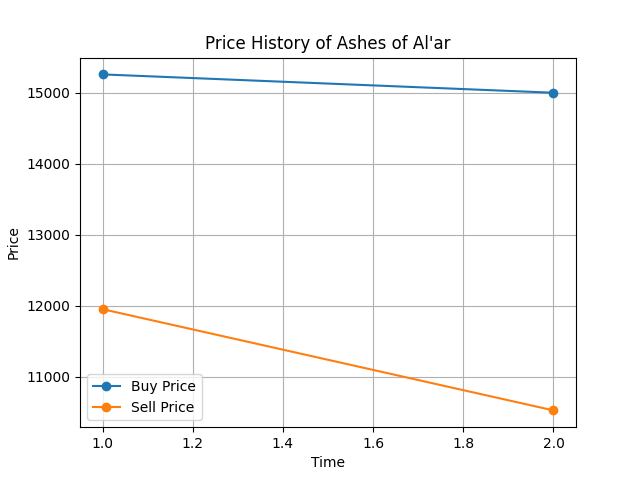 Price History of Ashes of Al'ar
Price
15000
14000
13000
12000
11000
Buy Price
Sell Price
1.0 1.2 1.4 1.6 1.8 2.0
Time